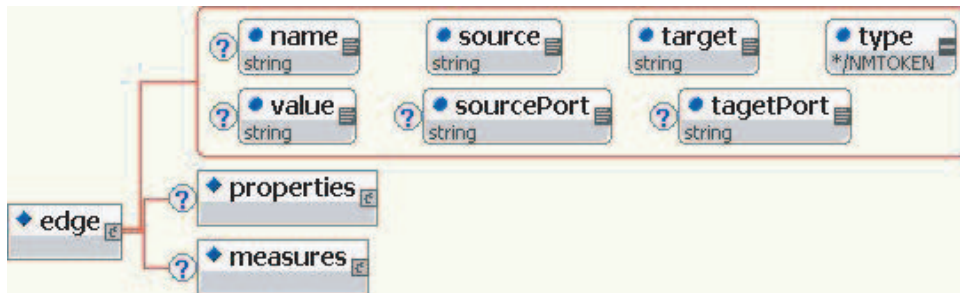 ? name source target type
string string string */NMTOKEN
? value ? sourcePort ? tagetPort
string string string
? properties
edge
? measures